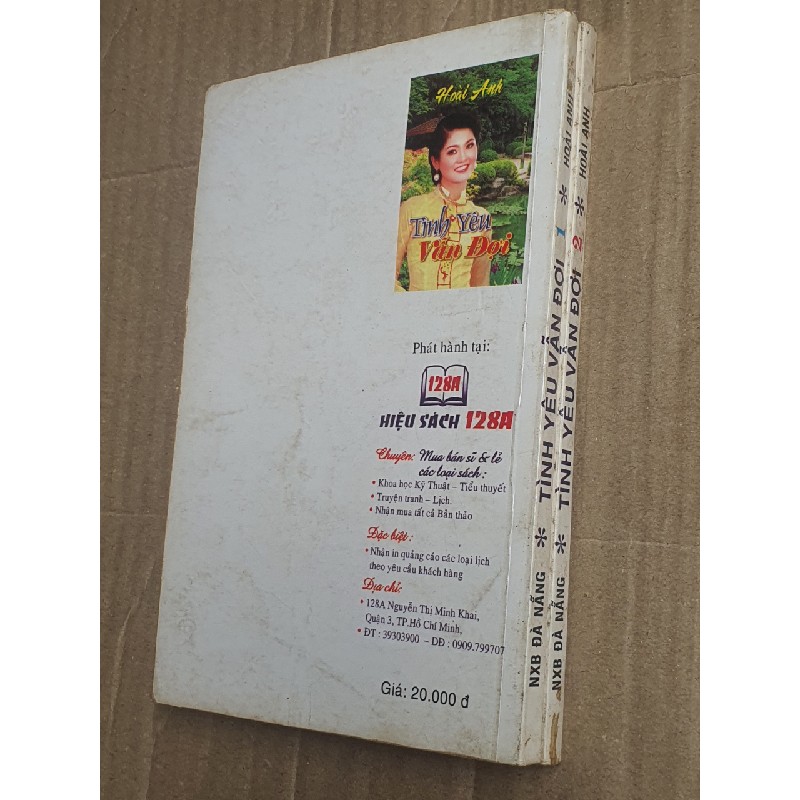 Hoài Anh
Tình Yêu
Vẫn Đợi
Phát hành tại:
128A
HIỆU SÁCH 128A
Chuyên: Mua bán sỉ & lẻ
các loại sách :
• Khoa học Kỹ Thuật – Tiểu thuyết
• Truyện tranh – Lịch.
• Nhận mua tất cả Bản thảo
Đặc biệt :
• Nhận in quảng cáo các loại lịch
theo yêu cầu khách hàng
Địa chỉ:
• 128A Nguyễn Thị Minh Khai,
Quận 3, TP.Hồ Chí Minh,
• ĐT : 39303900 – DĐ : 0909.799707
Giá: 20.000 đ
NXB ĐÀ NẴNG * TÌNH YÊU VẪN ĐỢI 1 * HOÀI ANH
NXB ĐÀ NẴNG * TÌNH YÊU VẪN ĐỢI 2 * HOÀI ANH